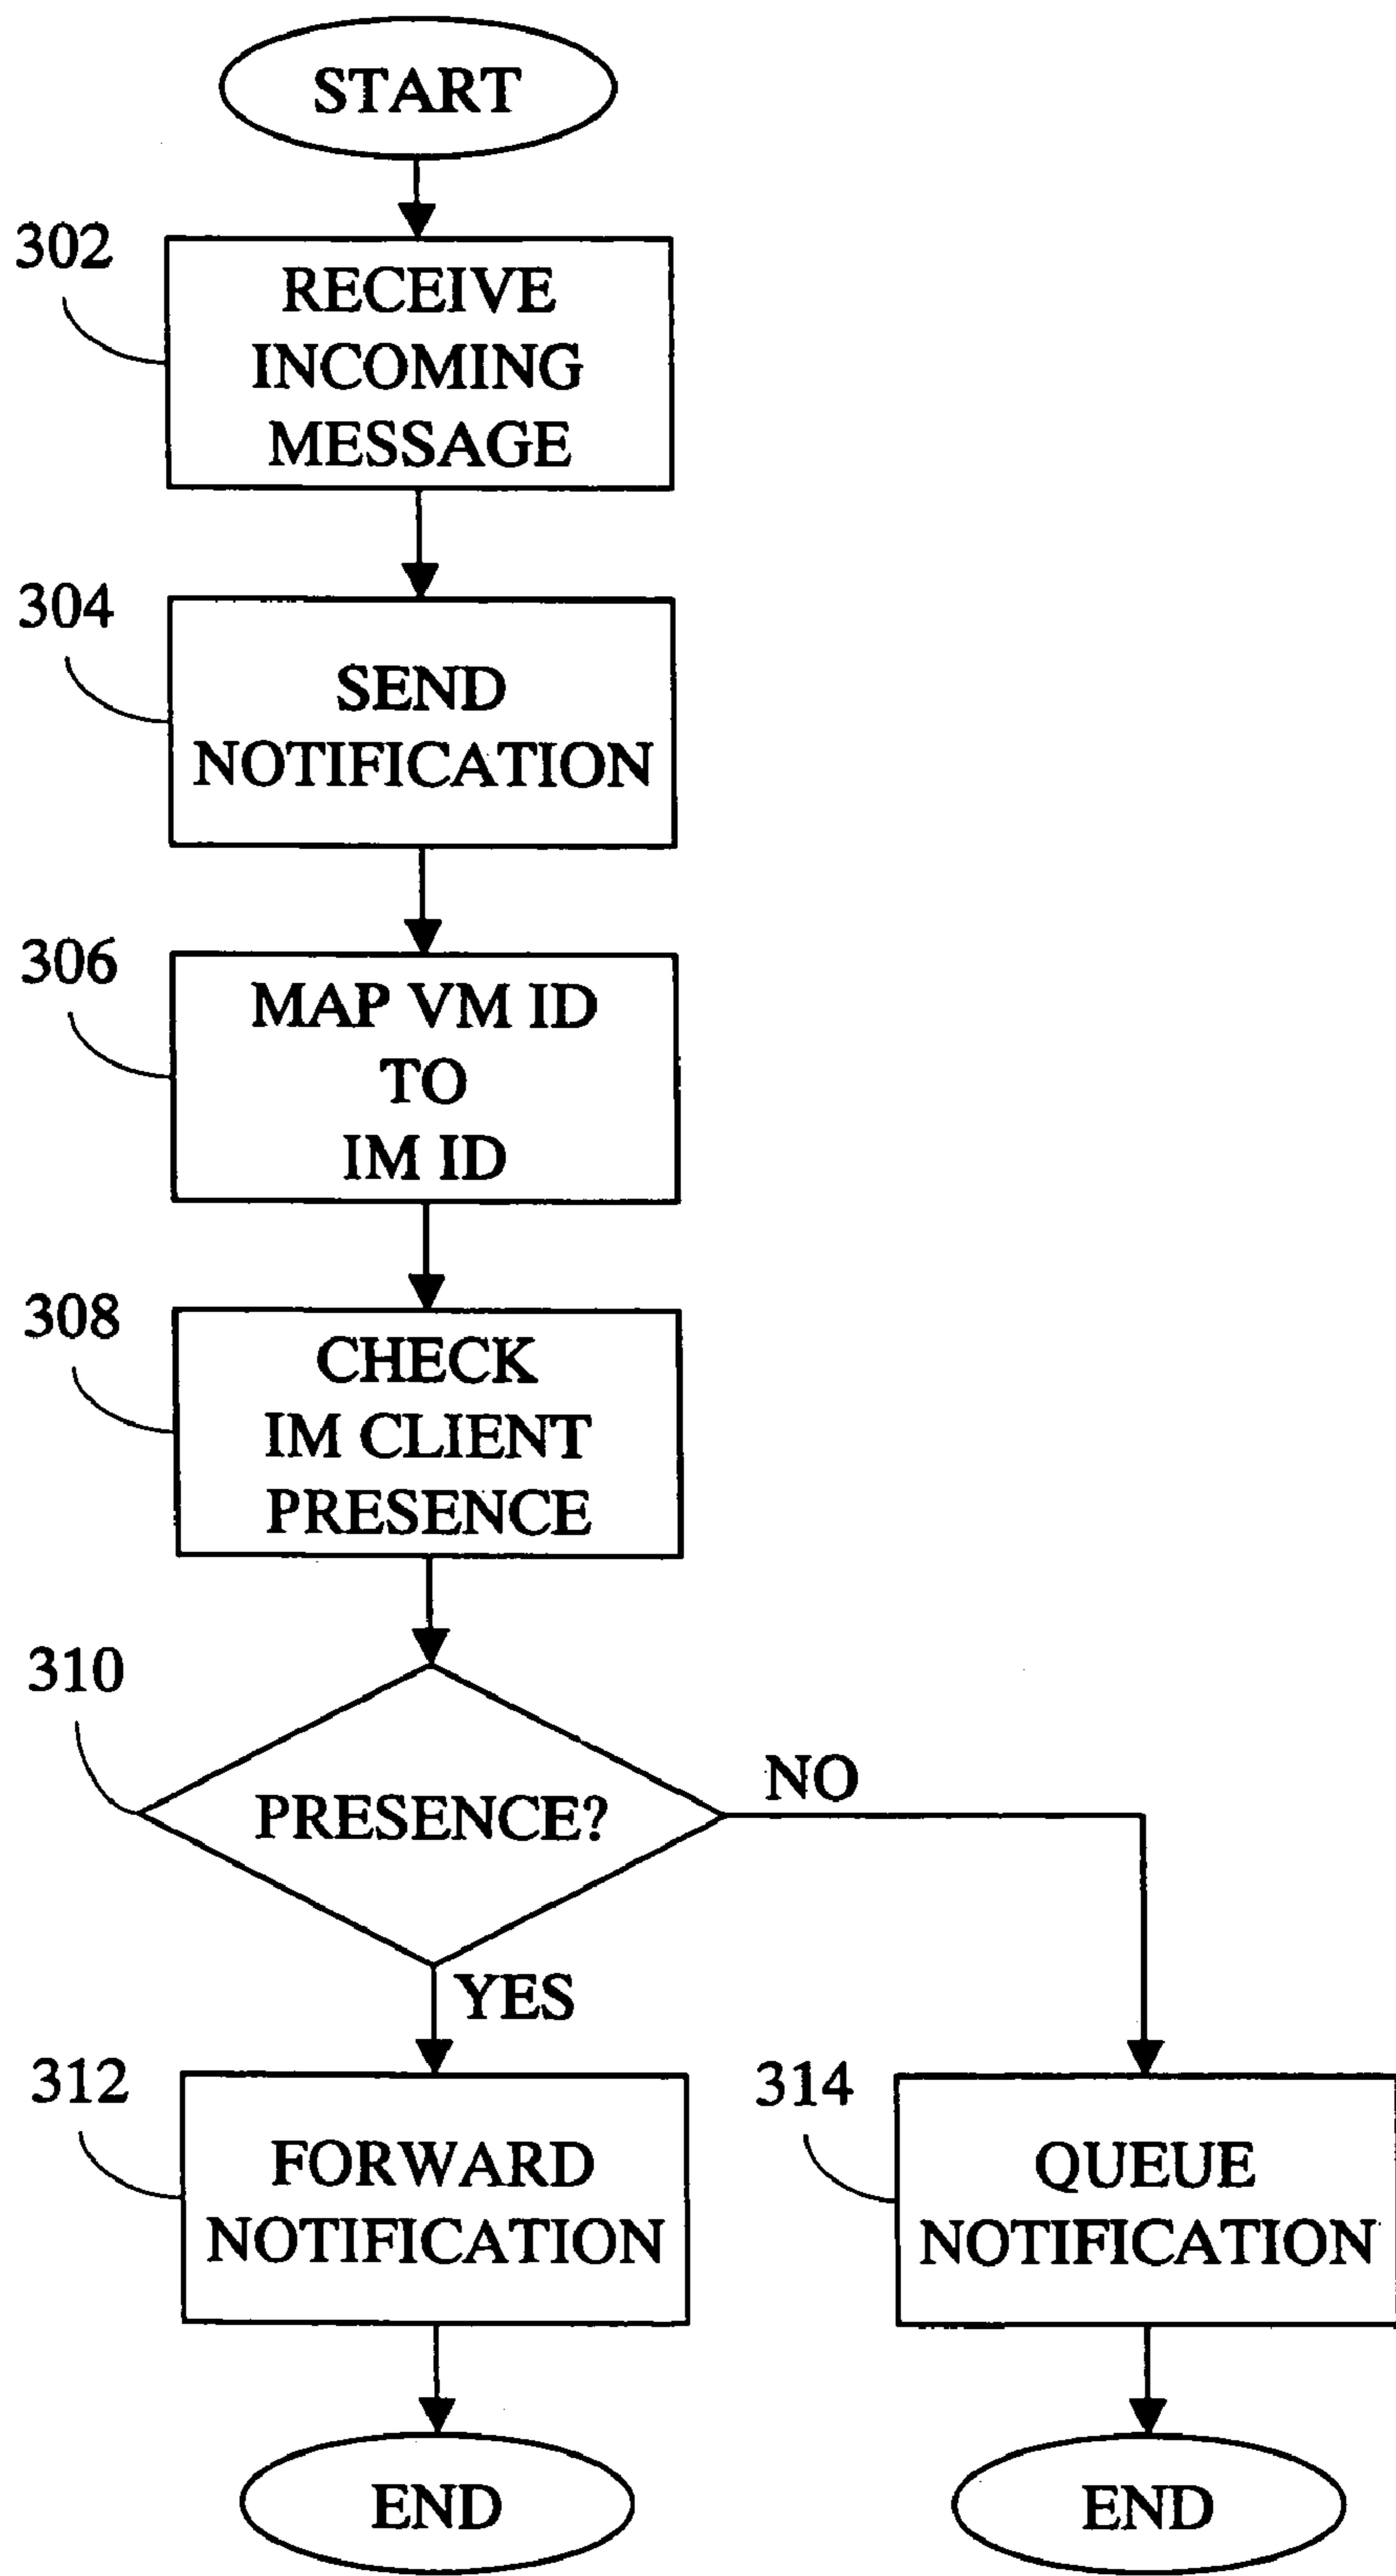 START
302
RECEIVE
INCOMING
MESSAGE
304
SEND
NOTIFICATION
306
MAP VM ID
TO
IM ID
308
CHECK
IM CLIENT
PRESENCE
310
PRESENCE?
NO
YES
312
FORWARD
NOTIFICATION
314
QUEUE
NOTIFICATION
END
END